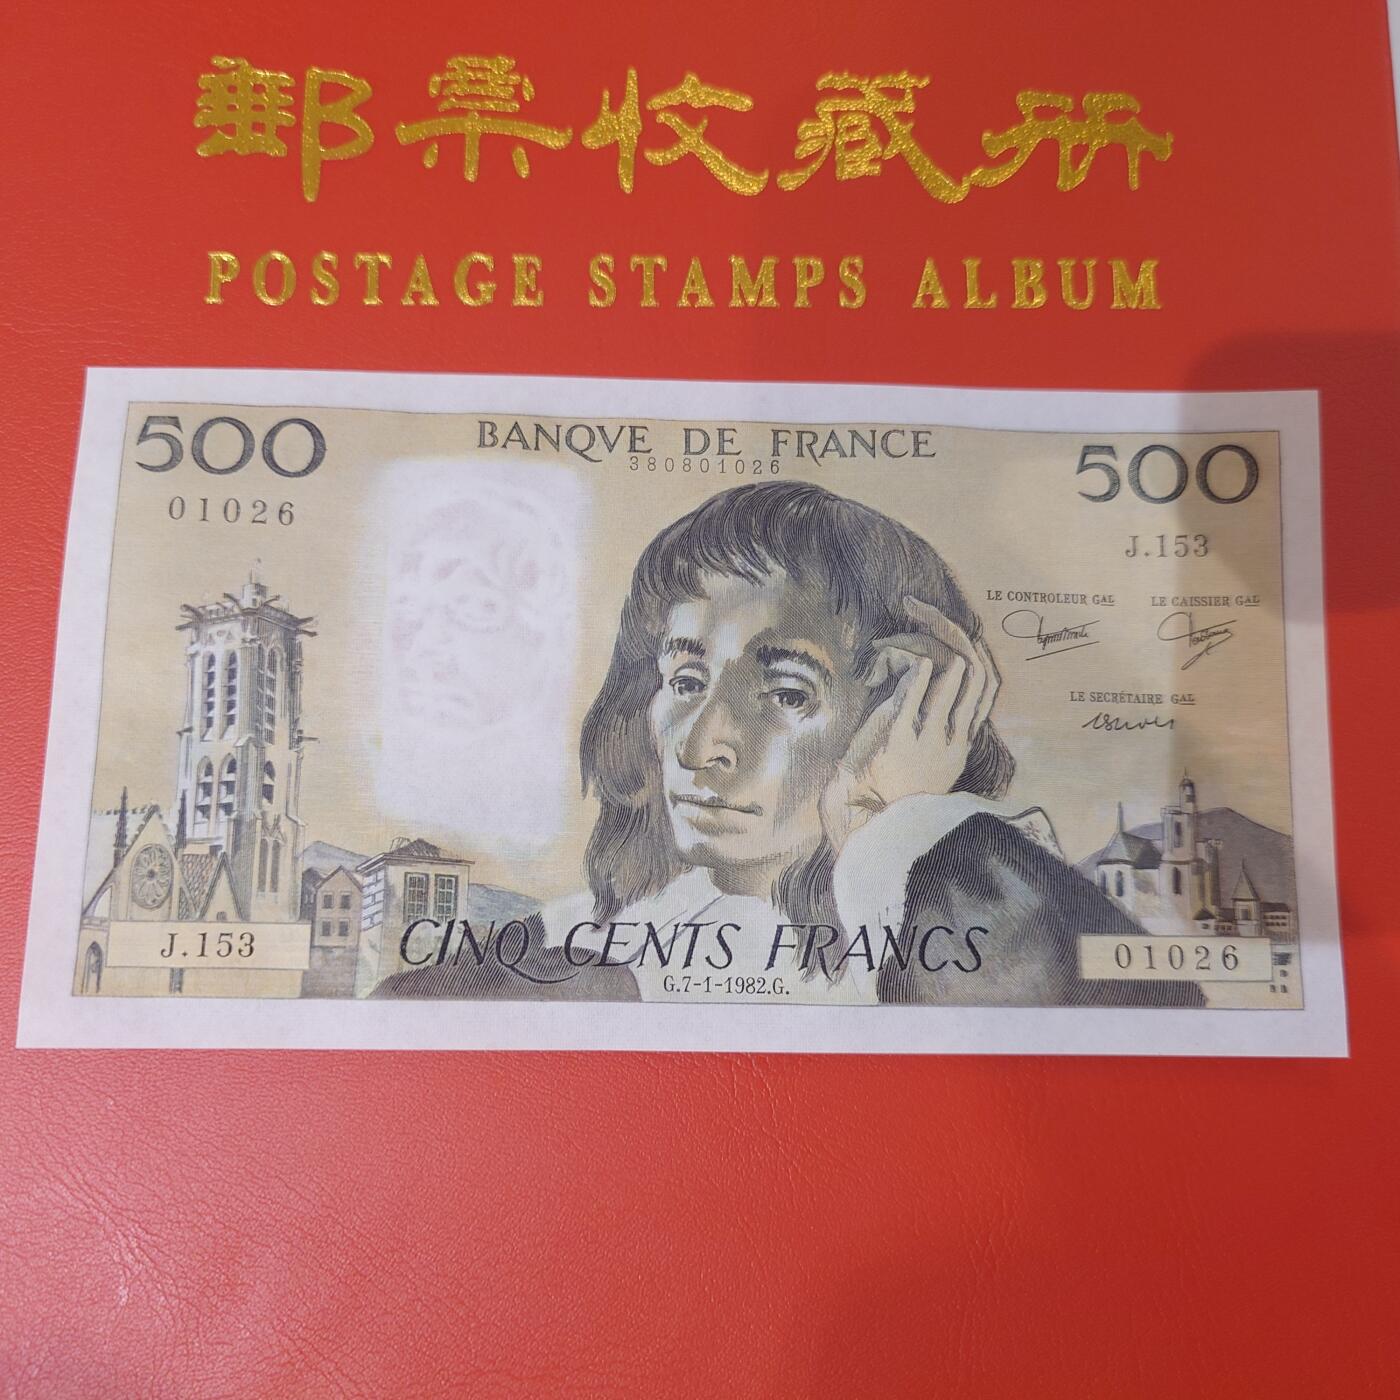 郵票收藏册
POSTAGE STAMPS ALBUM
500
BANQVE DE FRANCE
500
380801026
01026
J.153
LE CONTROLEUR GAL
LE CAISSIER GAL
LE SECRÉTAIRE GAL
J.153
CINQ CENTS FRANCS
01026
G.7-1-1982.G.